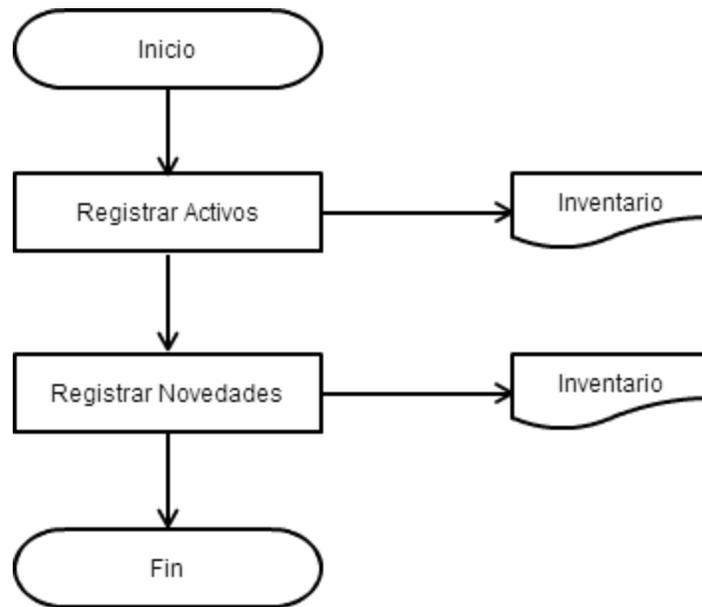 Inicio
Registrar Activos
Inventario
Registrar Novedades
Inventario
Fin